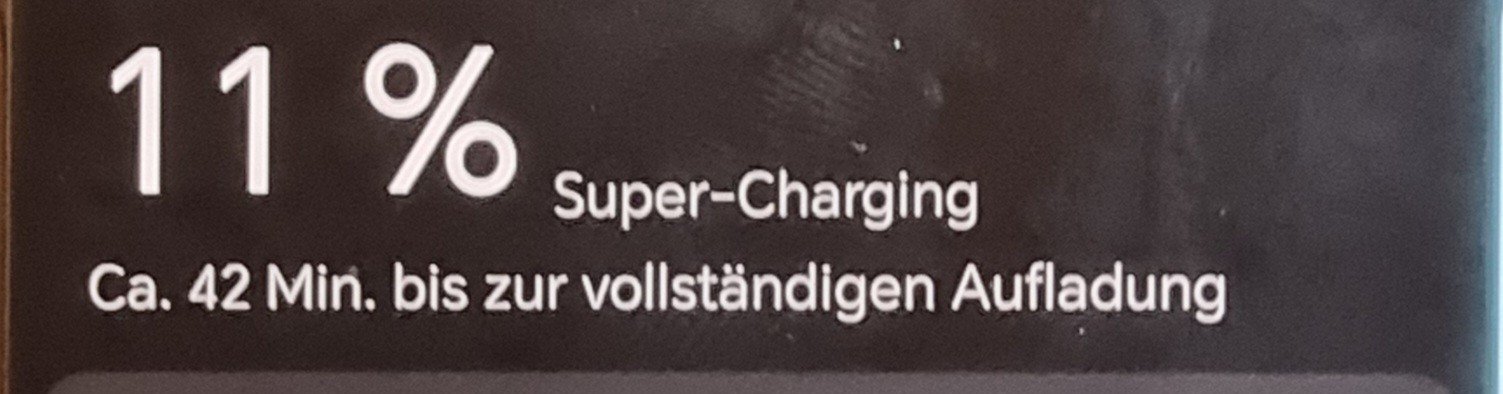 11 % Super-Charging
Ca. 42 Min. bis zur vollständigen Aufladung